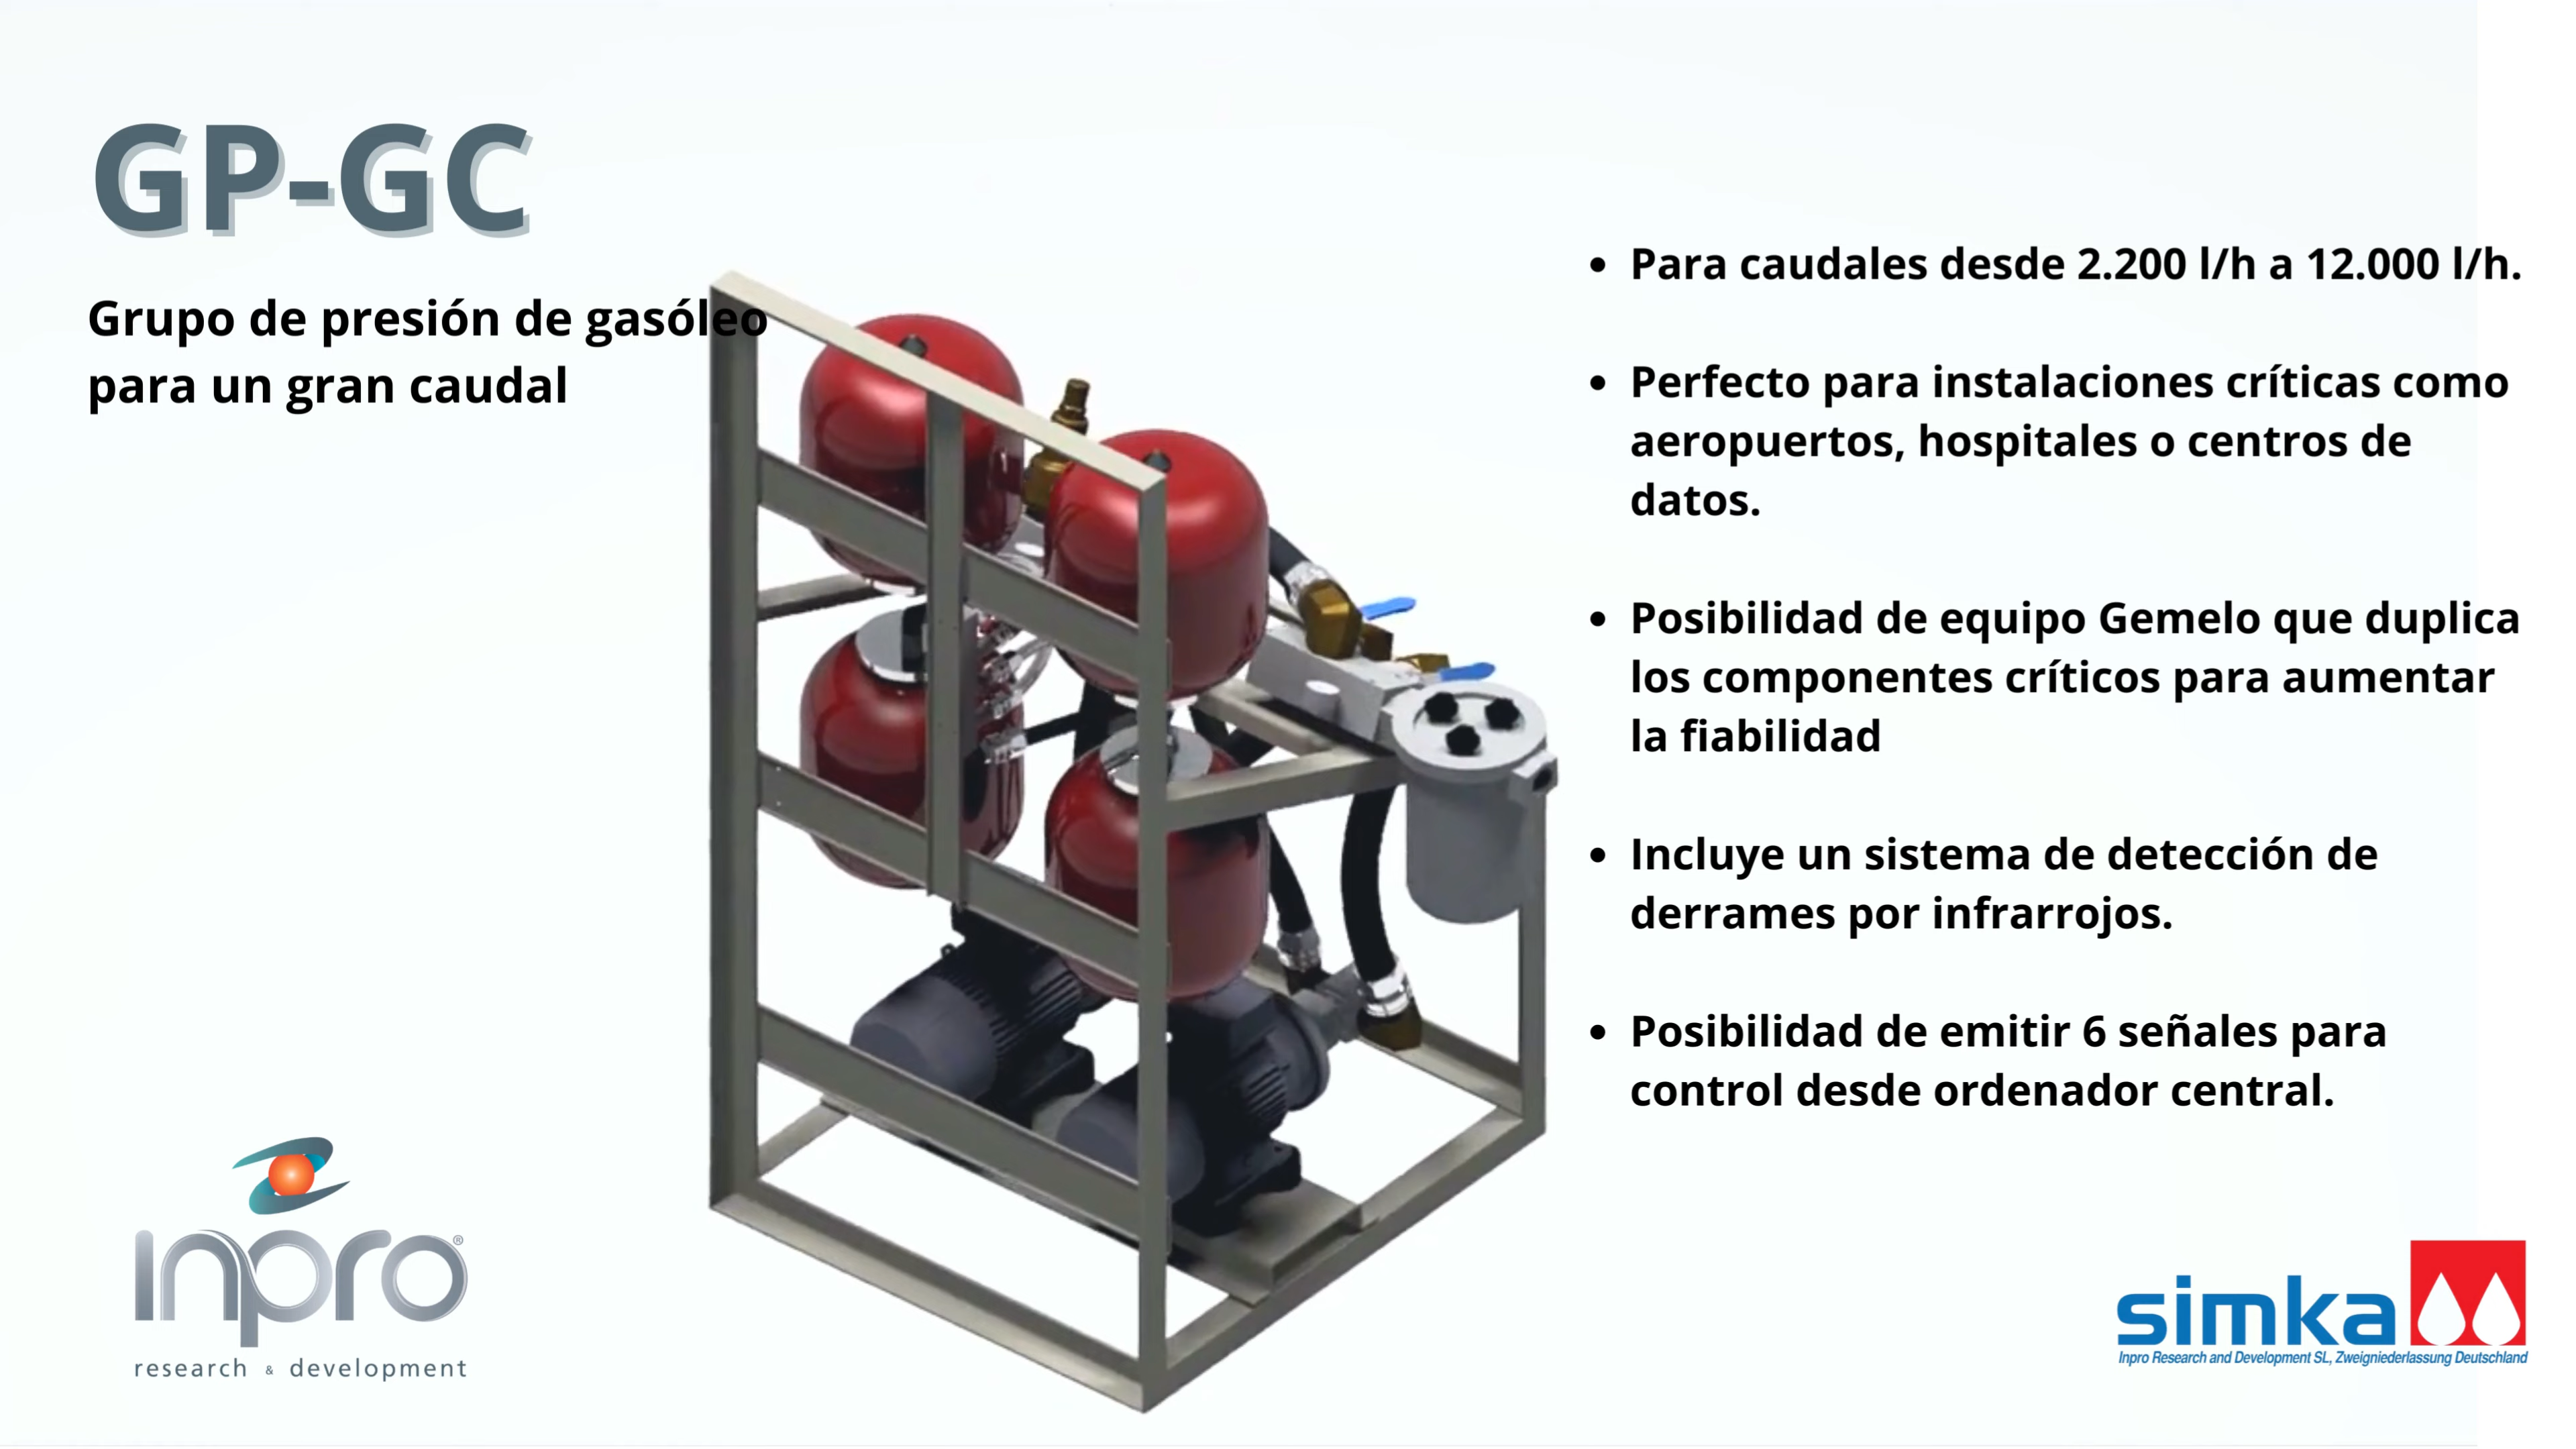 GP-GC
Grupo de presión de gasóleo
para un gran caudal
• Para caudales desde 2.200 l/h a 12.000 l/h.
• Perfecto para instalaciones críticas como
aeropuertos, hospitales o centros de
datos.
• Posibilidad de equipo Gemelo que duplica
los componentes críticos para aumentar
la fiabilidad
• Incluye un sistema de detección de
derrames por infrarrojos.
• Posibilidad de emitir 6 señales para
control desde ordenador central.
inpro®
research & development
simka
Inpro Research and Development SL, Zweigniederlassung Deutschland